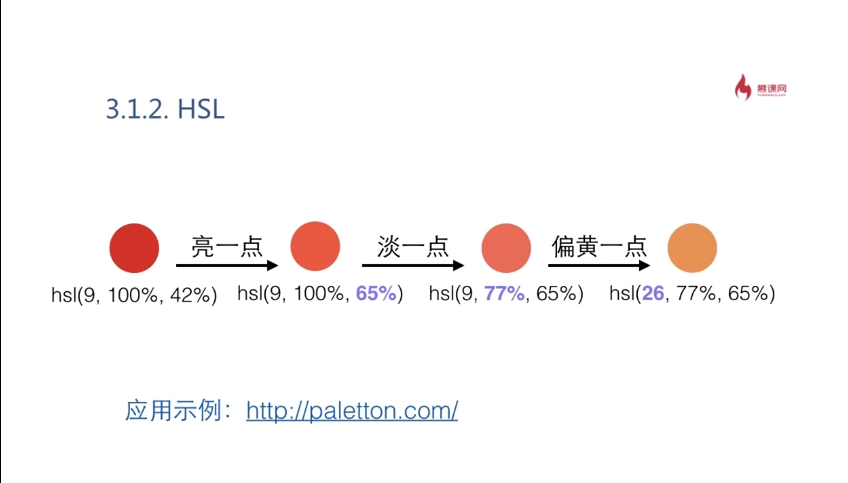 3.1.2. HSL
慕课网
亮一点 淡一点 偏黄一点
hsl(9, 100%, 42%) hsl(9, 100%, 65%) hsl(9, 77%, 65%) hsl(26, 77%, 65%)
应用示例：http://paletton.com/